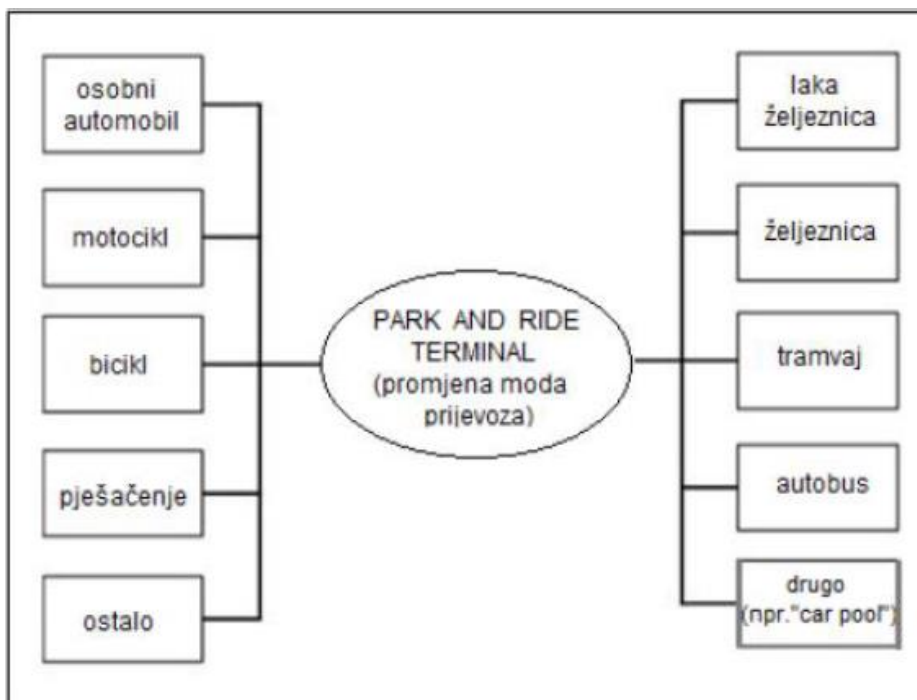 osobni
automobil
motocikl
bicikl
pješačenje
ostalo
PARK AND RIDE
TERMINAL
(promjena moda
prijevoza)
laka
željeznica
željeznica
tramvaj
autobus
drugo
(npr."car pool")